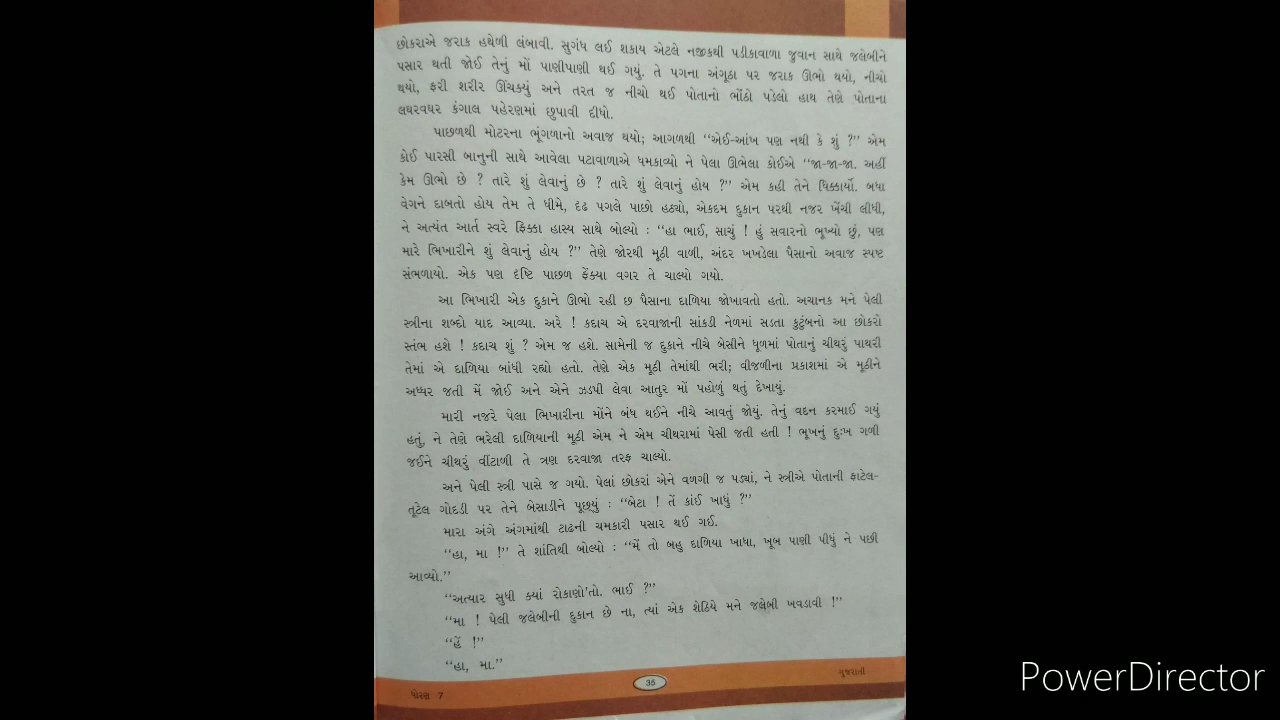 છોકરાએ જરાક હથેળી લંબાવી. સુગંધ લઈ શકાય એટલે નજીકથી પડીકાવાળા જુવાન સાથે જલેબીને
પસાર થતી જોઈ તેનું મોં પાણીપાણી થઈ ગયું. તે પગના અંગૂઠા પર જરાક ઊભો થયો, નીચો
થયો, ફરી શરીર ઊંચક્યું અને તરત જ નીચો થઈ પોતાનો ભોંઠો પડેલો હાથ તેણે પોતાના
લથરવથર કંગાલ પહેરણમાં છુપાવી દીધો.
પાછળથી મોટરના ભૂંગળાનો અવાજ થયો; આગળથી “એઈ-આંખ પણ નથી કે શું ?” એમ
કોઈ પારસી બાનુની સાથે આવેલા પટાવાળાએ ધમકાવ્યો ને પેલા ઊભેલા કોઈએ “જા-જા-જા. અહીં
કેમ ઊભો છે ? તારે શું લેવાનું છે ? તારે શું લેવાનું હોય ?” એમ કહી તેને ધિક્કાર્યો. બધા
વેગને દાબતો હોય તેમ તે ધીમે, દૃઢ પગલે પાછો હઠ્યો, એકદમ દુકાન પરથી નજર ખેંચી લીધી,
ને અત્યંત આર્ત સ્વરે ફિક્કા હાસ્ય સાથે બોલ્યો : “હા ભાઈ, સાચું ! હું સવારનો ભૂખ્યો છું, પણ
મારે ભિખારીને શું લેવાનું હોય ?” તેણે જોરથી મૂઠી વાળી, અંદર ખખડેલા પૈસાનો અવાજ સ્પષ્ટ
સંભળાયો. એક પણ દૃષ્ટિ પાછળ ફેંક્યા વગર તે ચાલ્યો ગયો.
આ ભિખારી એક દુકાને ઊભો રહી છ પૈસાના દાળિયા જોખાવતો હતો. અચાનક મને પેલી
સ્ત્રીના શબ્દો યાદ આવ્યા. અરે ! કદાચ એ દરવાજાની સાંકડી નેળમાં સડતા કુટુંબનો આ છોકરો
સ્તંભ હશે ! કદાચ શું ? એમ જ હશે. સામેની જ દુકાને નીચે બેસીને ધૂળમાં પોતાનું ચીથરું પાથરી
તેમાં એ દાળિયા બાંધી રહ્યો હતો. તેણે એક મૂઠી તેમાંથી ભરી; વીજળીના પ્રકાશમાં એ મૂઠીને
અધ્ધર જતી મેં જોઈ અને એને ઝડપી લેવા આતુર મોં પહોળું થતું દેખાયું.
મારી નજરે પેલા ભિખારીના મોંને બંધ થઈને નીચે આવતું જોયું. તેનું વદન કરમાઈ ગયું
હતું, ને તેણે ભરેલી દાળિયાની મૂઠી એમ ને એમ ચીથરામાં પેસી જતી હતી ! ભૂખનું દુઃખ ગળી
જઈને ચીથરું વીંટાળી તે ત્રણ દરવાજા તરફ ચાલ્યો.
અને પેલી સ્ત્રી પાસે જ ગયો. પેલાં છોકરાં એને વળગી જ પડ્યાં, ને સ્ત્રીએ પોતાની ફાટેલ-
તૂટેલ ગોદડી પર તેને બેસાડીને પૂછ્યું : “બેટા ! તેં કાંઈ ખાધું ?”
મારા અંગે અંગમાંથી ટાઢની ચમકારી પસાર થઈ ગઈ.
“હા, મા !” તે શાંતિથી બોલ્યો : “મેં તો બહુ દાળિયા ખાધા, ખૂબ પાણી પીધું ને પછી
આવ્યો.”
“અત્યાર સુધી ક્યાં રોકાણો'તો. ભાઈ ?”
“મા ! પેલી જલેબીની દુકાન છે ના, ત્યાં એક શેઠિયે મને જલેબી ખવડાવી !”
“હેં !”
“હા, મા.”
ધોરણ 7
35
ગુજરાતી
PowerDirector